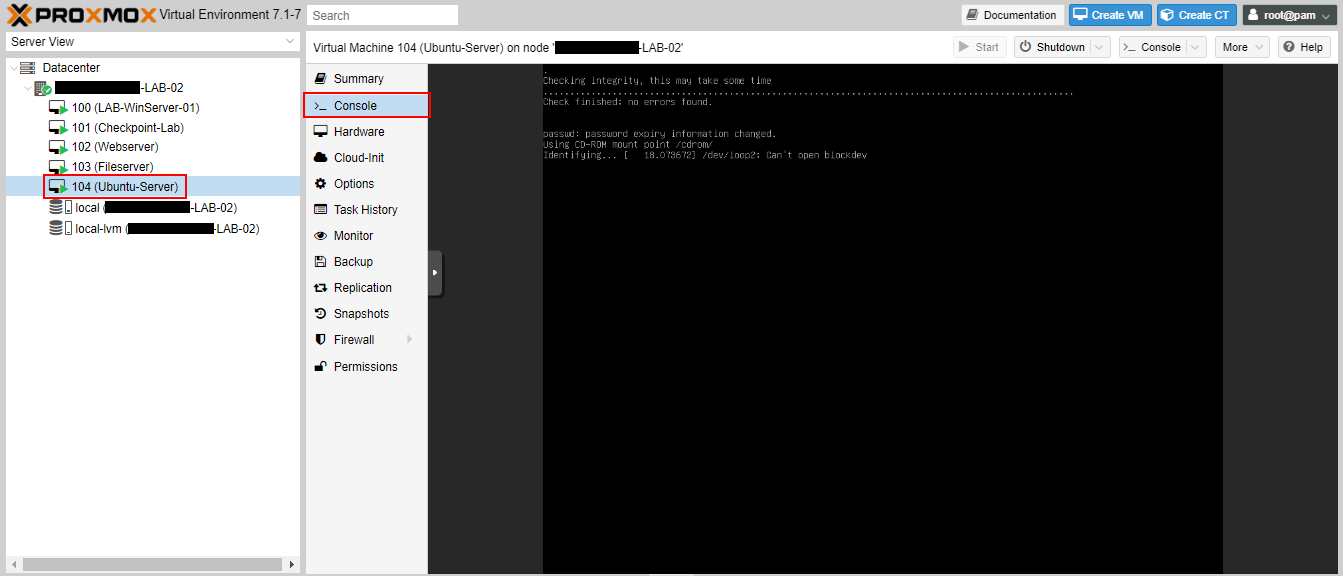 PROXMOX Virtual Environment 7.1-7 Search Documentation Create VM Create CT root@pam
Server View
Datacenter
-LAB-02
100 (LAB-WinServer-01)
101 (Checkpoint-Lab)
102 (Webserver)
103 (Fileserver)
104 (Ubuntu-Server)
local ( -LAB-02)
local-lvm ( -LAB-02)
Virtual Machine 104 (Ubuntu-Server) on node ' -LAB-02' Start Shutdown >_ Console More Help
Summary
>_ Console
Hardware
Cloud-Init
Options
Task History
Monitor
Backup
Replication
Snapshots
Firewall
Permissions
Checking integrity, this may take some time
Check finished: no errors found.
passwd: password expiry information changed.
Using CD-ROM mount point /cdrom/
Identifying... [ 18.073672] /dev/loop2: Can't open blockdev